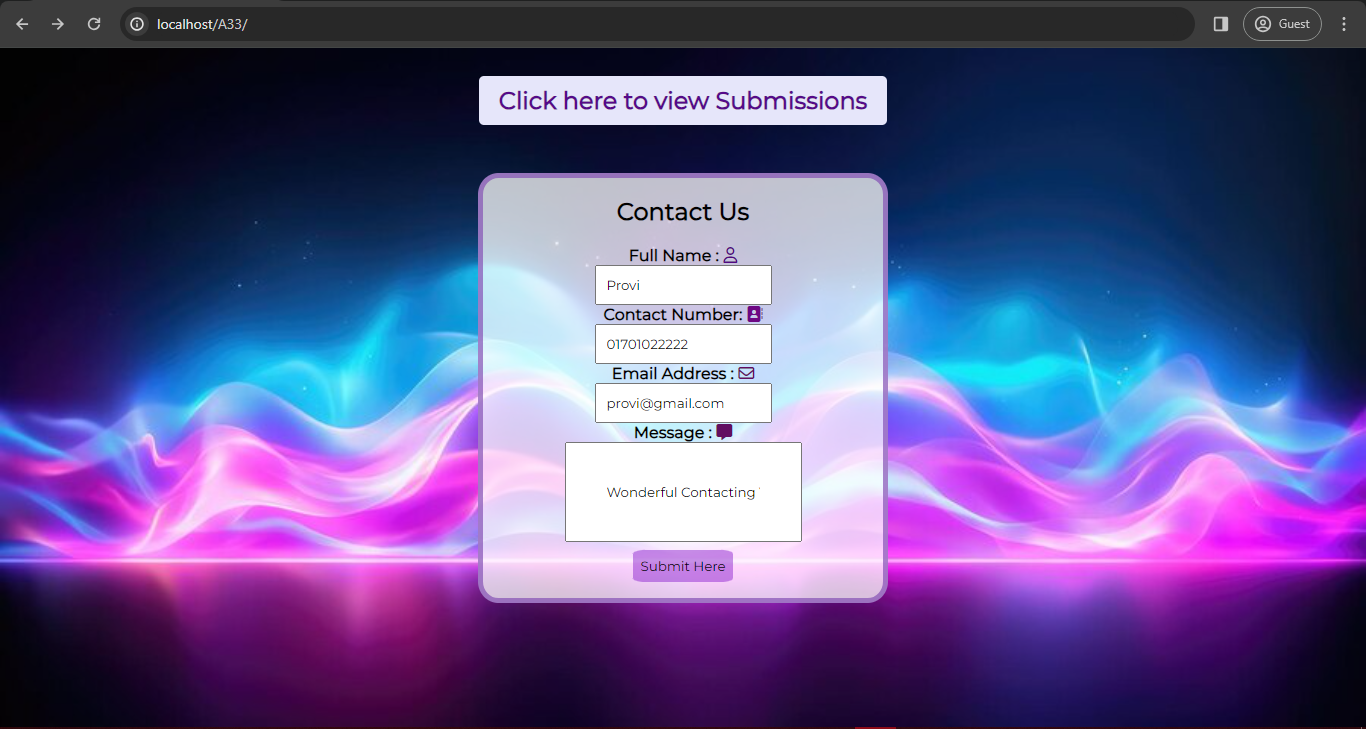 localhost/A33/
Guest
Click here to view Submissions
Contact Us
Full Name :
Provi
Contact Number:
01701022222
Email Address :
provi@gmail.com
Message :
Wonderful Contacting
Submit Here